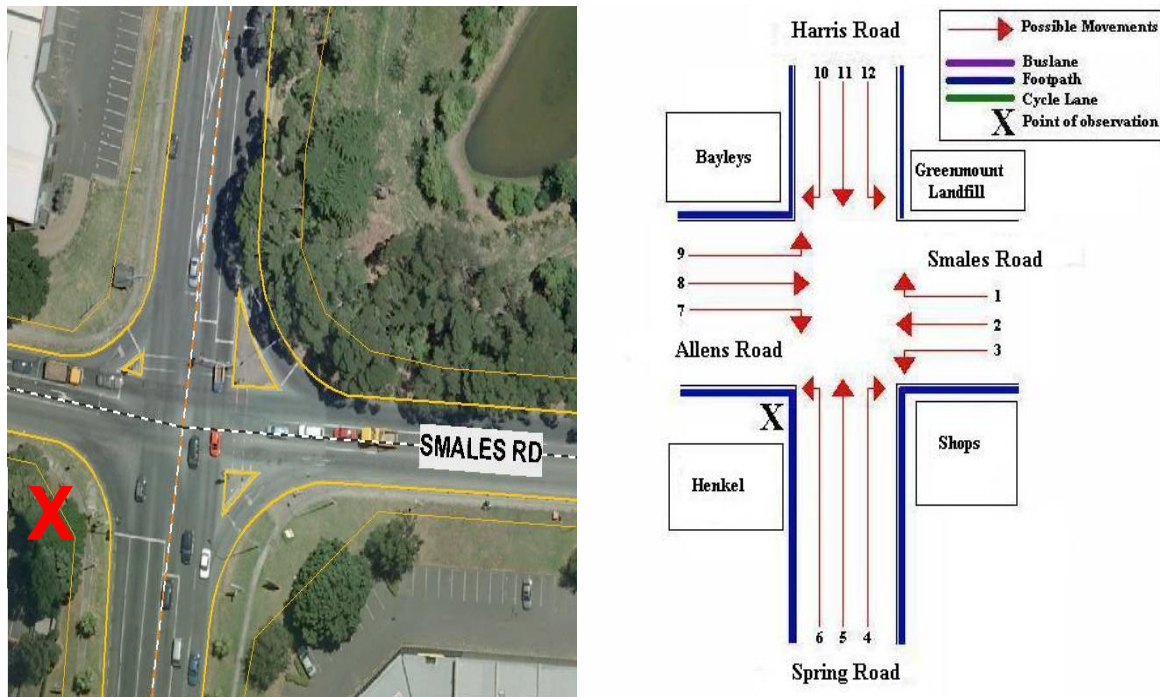 X
SMALES RD
Harris Road
10 11 12
Possible Movements
Buslane
Footpath
Cycle Lane
X Point of observation
Bayleys
Greenmount
Landfill
9
8
7
Smales Road
1
2
3
Allens Road
X
Henkel
Shops
6 5 4
Spring Road